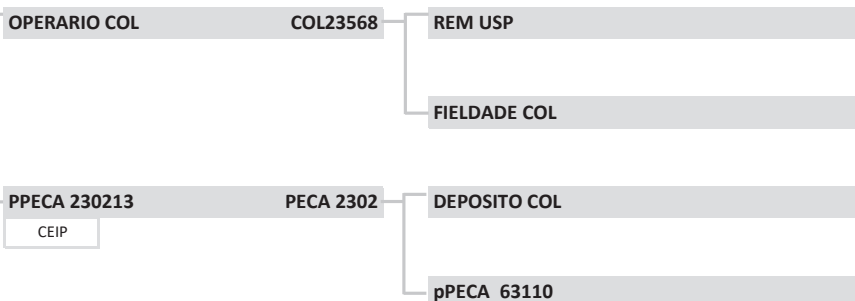 OPERARIO COL COL23568 REM USP
FIELDADE COL
PPECA 230213 PECA 2302 DEPOSITO COL
CEIP
pPECA 63110